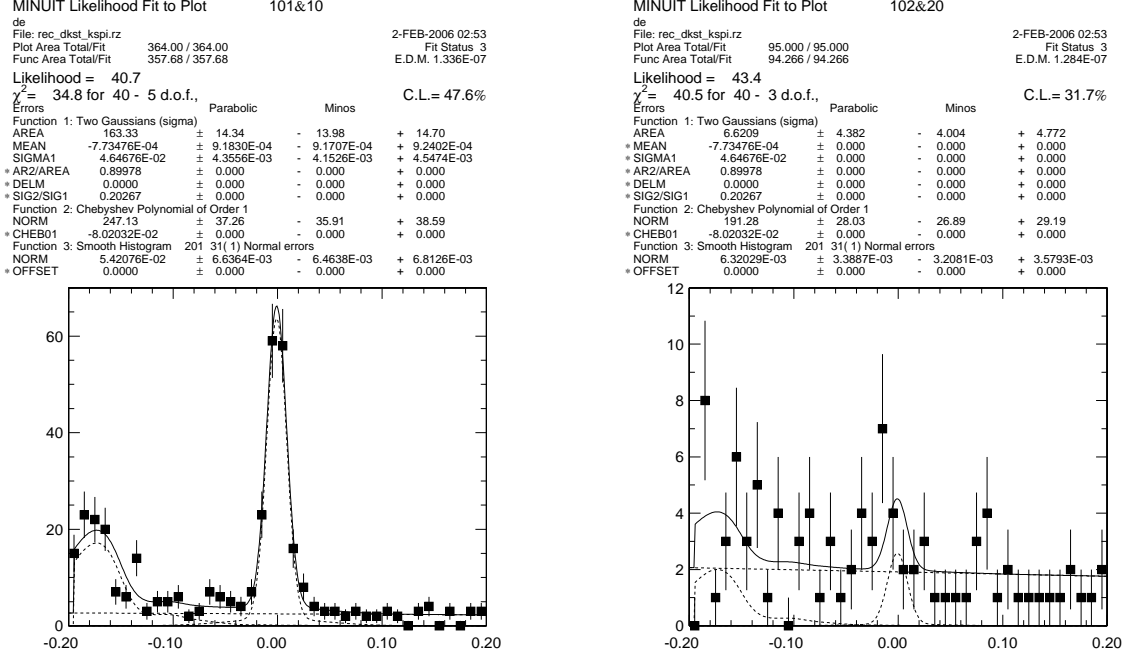 MINUIT Likelihood Fit to Plot 101&10
de
File: rec_dkst_kspi.rz 2-FEB-2006 02:53
Plot Area Total/Fit 364.00 / 364.00 Fit Status 3
Func Area Total/Fit 357.68 / 357.68 E.D.M. 1.336E-07
Likelihood = 40.7
χ2= 34.8 for 40 - 5 d.o.f., C.L.= 47.6%
Errors Parabolic Minos
Function 1: Two Gaussians (sigma)
AREA 163.33 ± 14.34 - 13.98 + 14.70
MEAN -7.73476E-04 ± 9.1830E-04 - 9.1707E-04 + 9.2402E-04
SIGMA1 4.64676E-02 ± 4.3556E-03 - 4.1526E-03 + 4.5474E-03
* AR2/AREA 0.89978 ± 0.000 - 0.000 + 0.000
* DELM 0.0000 ± 0.000 - 0.000 + 0.000
* SIG2/SIG1 0.20267 ± 0.000 - 0.000 + 0.000
Function 2: Chebyshev Polynomial of Order 1
NORM 247.13 ± 37.26 - 35.91 + 38.59
* CHEB01 -8.02032E-02 ± 0.000 - 0.000 + 0.000
Function 3: Smooth Histogram 201 31( 1) Normal errors
NORM 5.42076E-02 ± 6.6364E-03 - 6.4638E-03 + 6.8126E-03
* OFFSET 0.0000 ± 0.000 - 0.000 + 0.000
60
40
20
0
-0.20 -0.10 0.00 0.10 0.20
MINUIT Likelihood Fit to Plot 102&20
de
File: rec_dkst_kspi.rz 2-FEB-2006 02:53
Plot Area Total/Fit 95.000 / 95.000 Fit Status 3
Func Area Total/Fit 94.266 / 94.266 E.D.M. 1.284E-07
Likelihood = 43.4
χ2= 40.5 for 40 - 3 d.o.f., C.L.= 31.7%
Errors Parabolic Minos
Function 1: Two Gaussians (sigma)
AREA 6.6209 ± 4.382 - 4.004 + 4.772
* MEAN -7.73476E-04 ± 0.000 - 0.000 + 0.000
* SIGMA1 4.64676E-02 ± 0.000 - 0.000 + 0.000
* AR2/AREA 0.89978 ± 0.000 - 0.000 + 0.000
* DELM 0.0000 ± 0.000 - 0.000 + 0.000
* SIG2/SIG1 0.20267 ± 0.000 - 0.000 + 0.000
Function 2: Chebyshev Polynomial of Order 1
NORM 191.28 ± 28.03 - 26.89 + 29.19
* CHEB01 -8.02032E-02 ± 0.000 - 0.000 + 0.000
Function 3: Smooth Histogram 201 31( 1) Normal errors
NORM 6.32029E-03 ± 3.3887E-03 - 3.2081E-03 + 3.5793E-03
* OFFSET 0.0000 ± 0.000 - 0.000 + 0.000
12
10
8
6
4
2
0
-0.20 -0.10 0.00 0.10 0.20